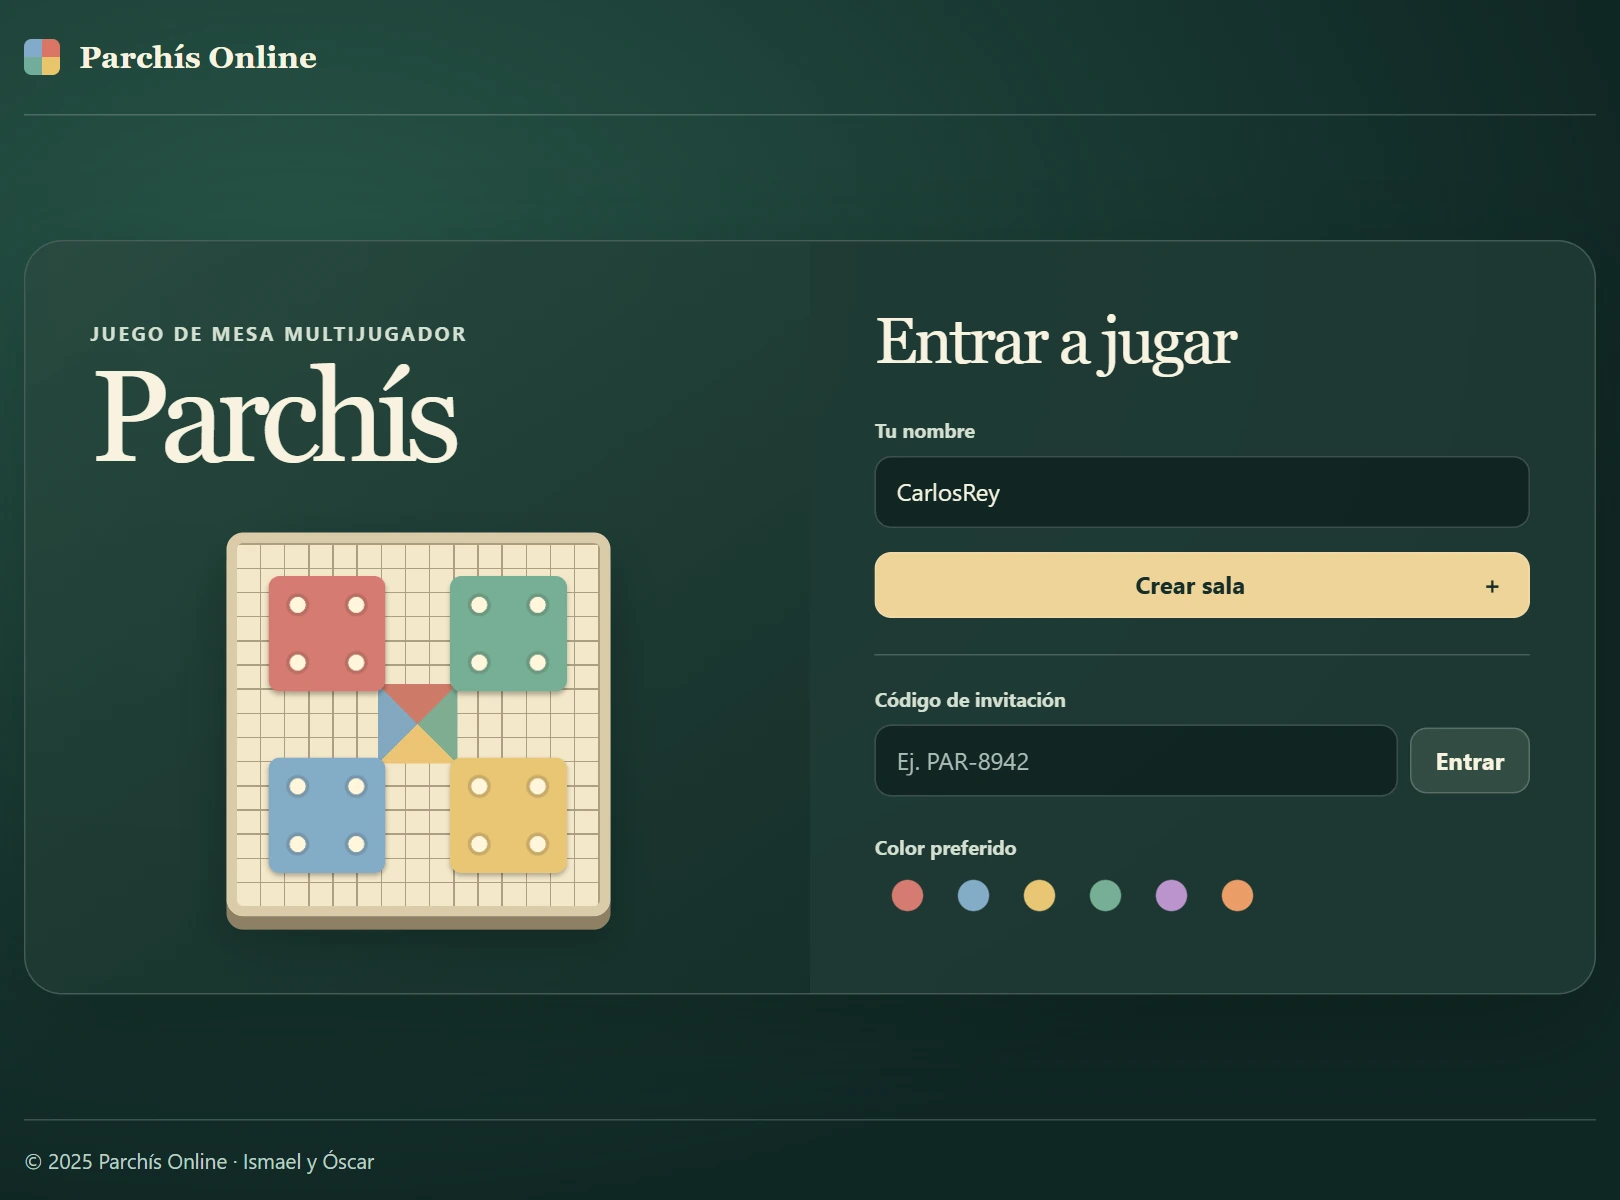 Parchís Online
JUEGO DE MESA MULTIJUGADOR
Parchís
Entrar a jugar
Tu nombre
CarlosRey
Crear sala +
Código de invitación
Ej. PAR-8942
Entrar
Color preferido
© 2025 Parchís Online · Ismael y Óscar